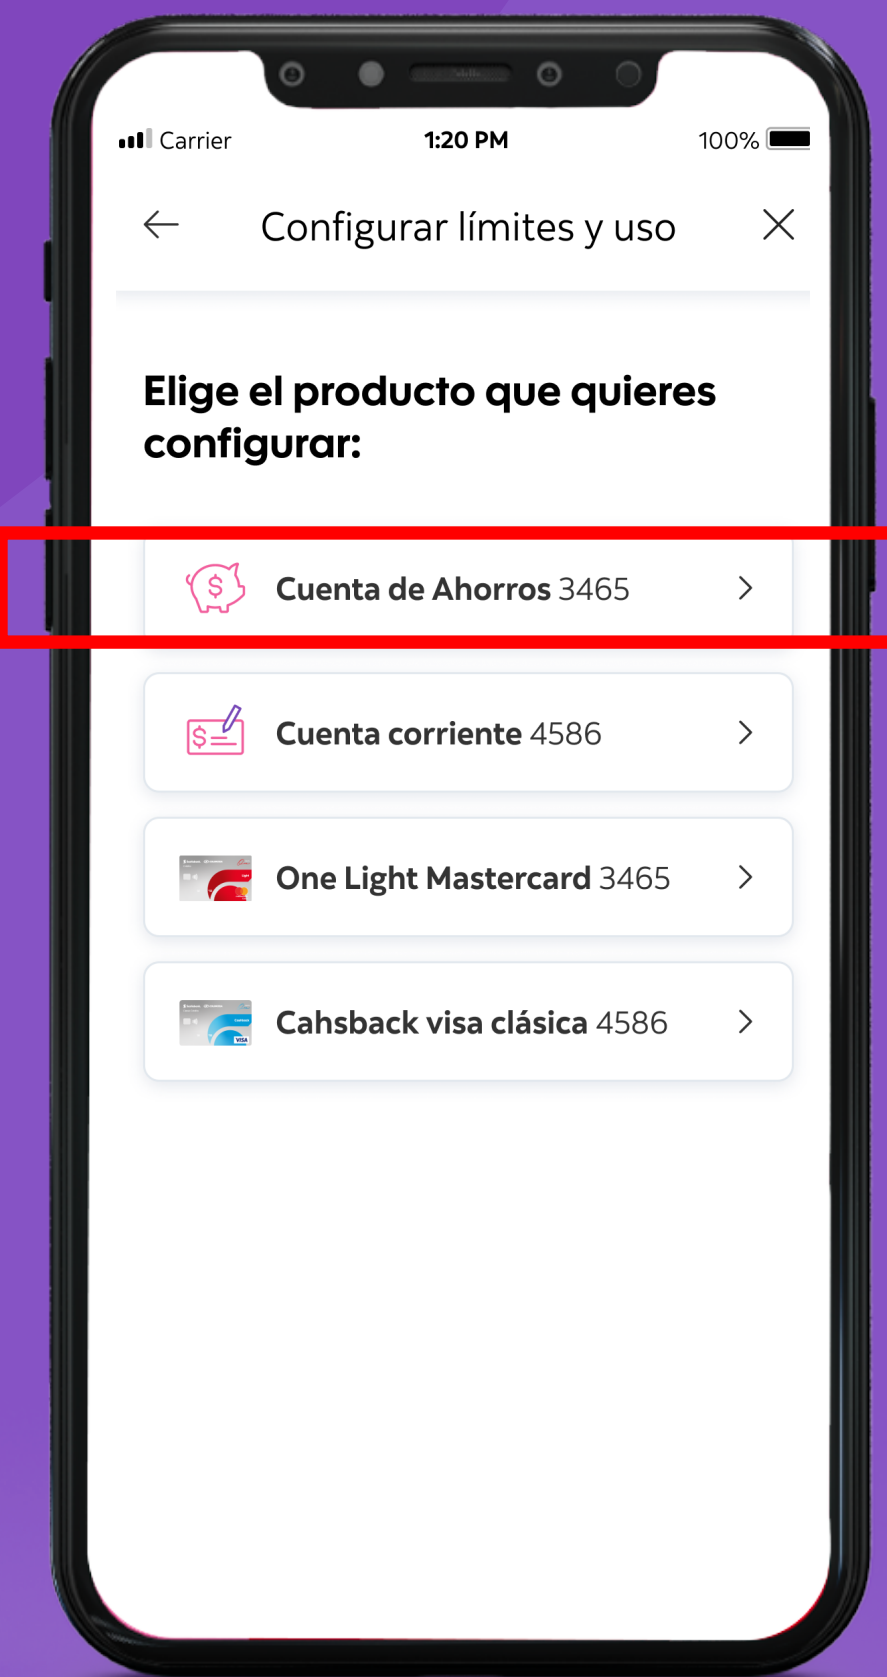 Carrier
1:20 PM
100%
Configurar límites y uso
Elige el producto que quieres
configurar:
Cuenta de Ahorros 3465
Cuenta corriente 4586
One Light Mastercard 3465
Cahsback visa clásica 4586
VISA